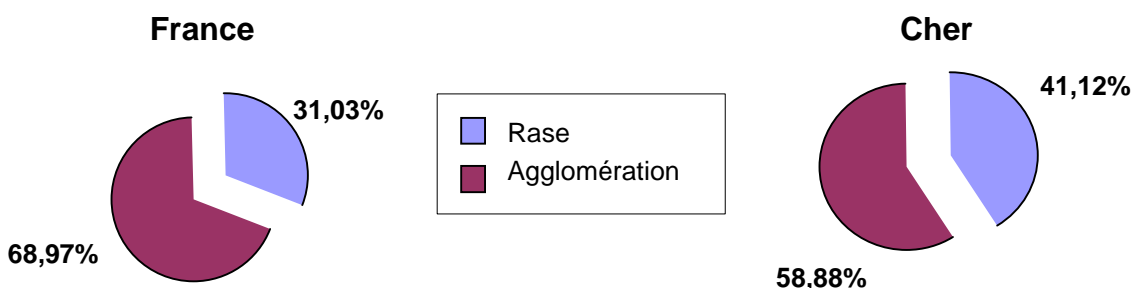 France
Cher
31,03%
41,12%
Rase
Agglomération
68,97%
58,88%